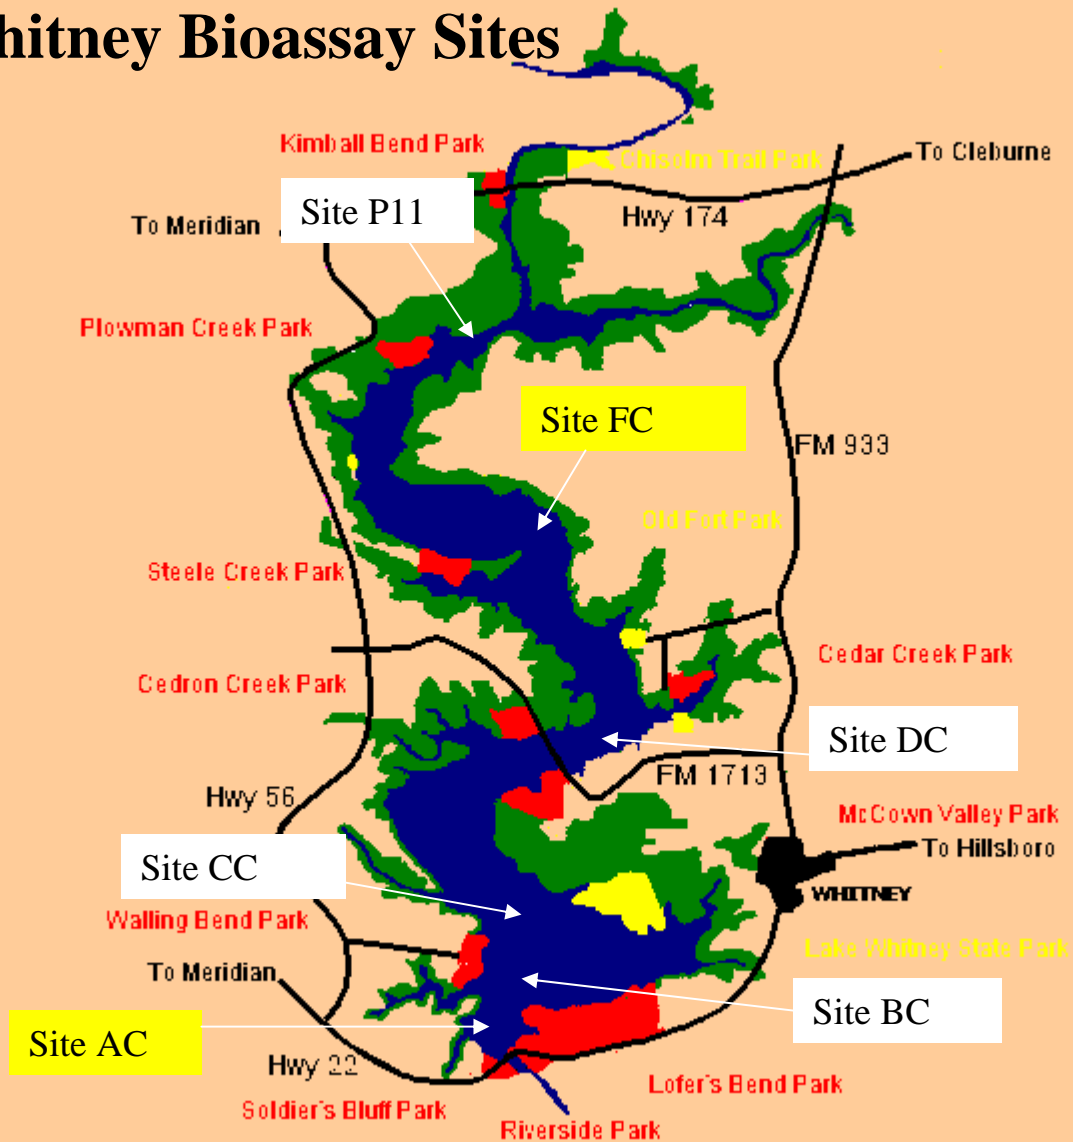 hitney Bioassay Sites
Kimball Bend Park
Chisolm Trail Park
To Cleburne
Site P11
Hwy 174
To Meridian
Plowman Creek Park
Site FC
FM 933
Old Fort Park
Steele Creek Park
Cedar Creek Park
Cedron Creek Park
Site DC
FM 1713
Hwy 56
McCown Valley Park
To Hillsboro
Site CC
WHITNEY
Walling Bend Park
Lake Whitney State Park
To Meridian
Site BC
Site AC
Hwy 22
Lofer's Bend Park
Soldier's Bluff Park
Riverside Park